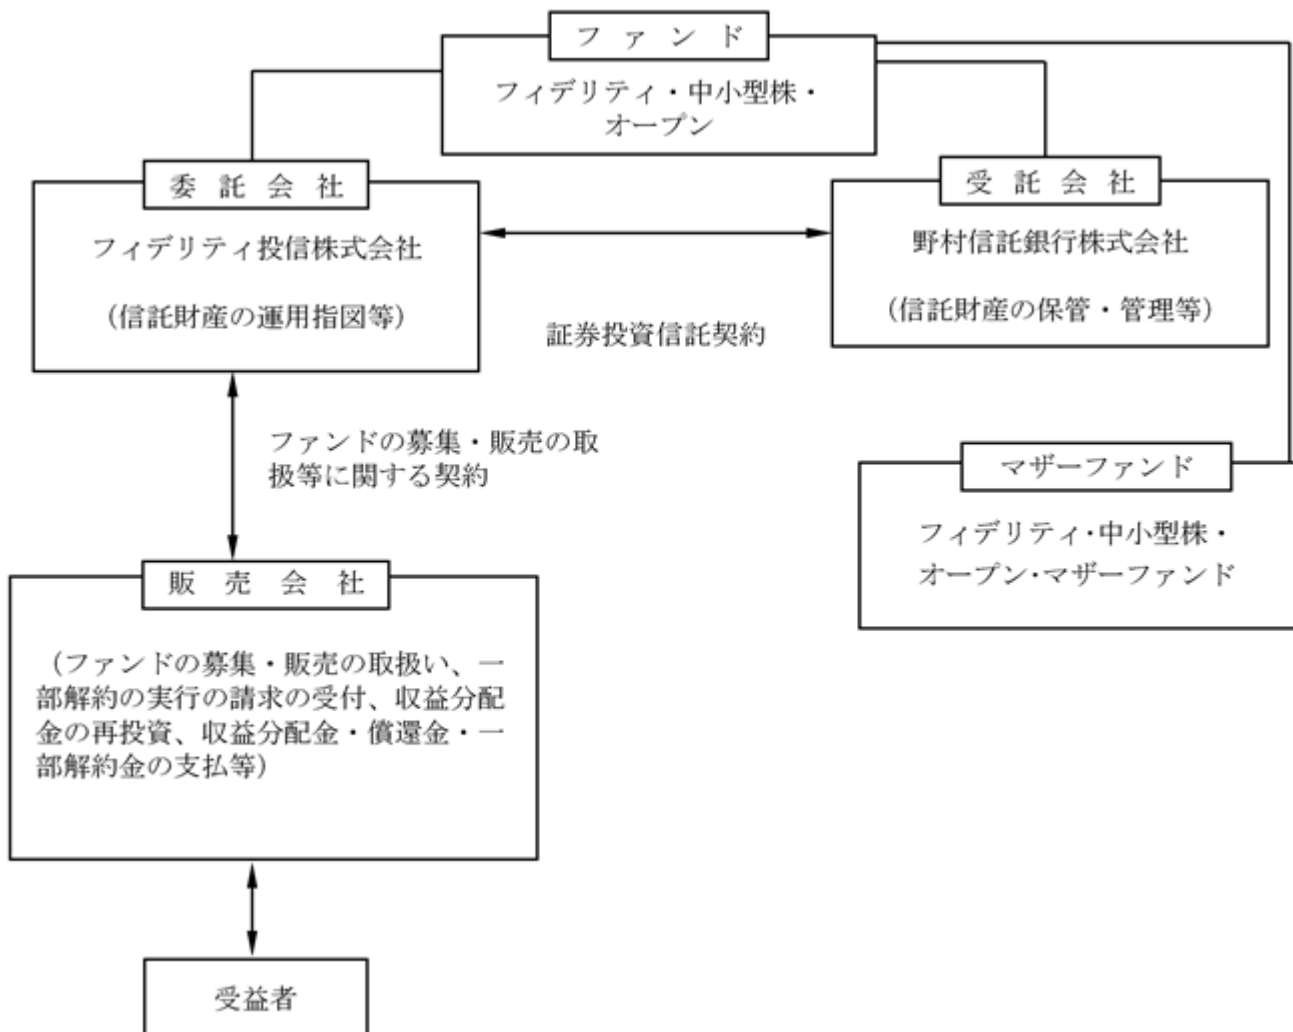 ファンド
フィデリティ・中小型株・
オープン
委託会社
フィデリティ投信株式会社
（信託財産の運用指図等）
受託会社
野村信託銀行株式会社
（信託財産の保管・管理等）
証券投資信託契約
ファンドの募集・販売の取
扱等に関する契約
マザーファンド
フィデリティ・中小型株・
オープン・マザーファンド
販売会社
（ファンドの募集・販売の取扱い、一
部解約の実行の請求の受付、収益分配
金の再投資、収益分配金・償還金・一
部解約金の支払等）
受益者